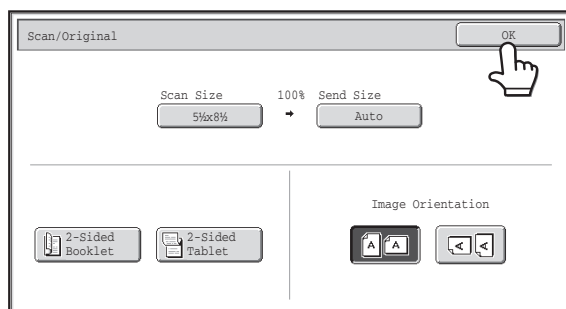 Scan/Original
OK
Scan Size 100% Send Size
5½x8½ Auto
Image Orientation
2-Sided
Booklet
2-Sided
Tablet
A A A A